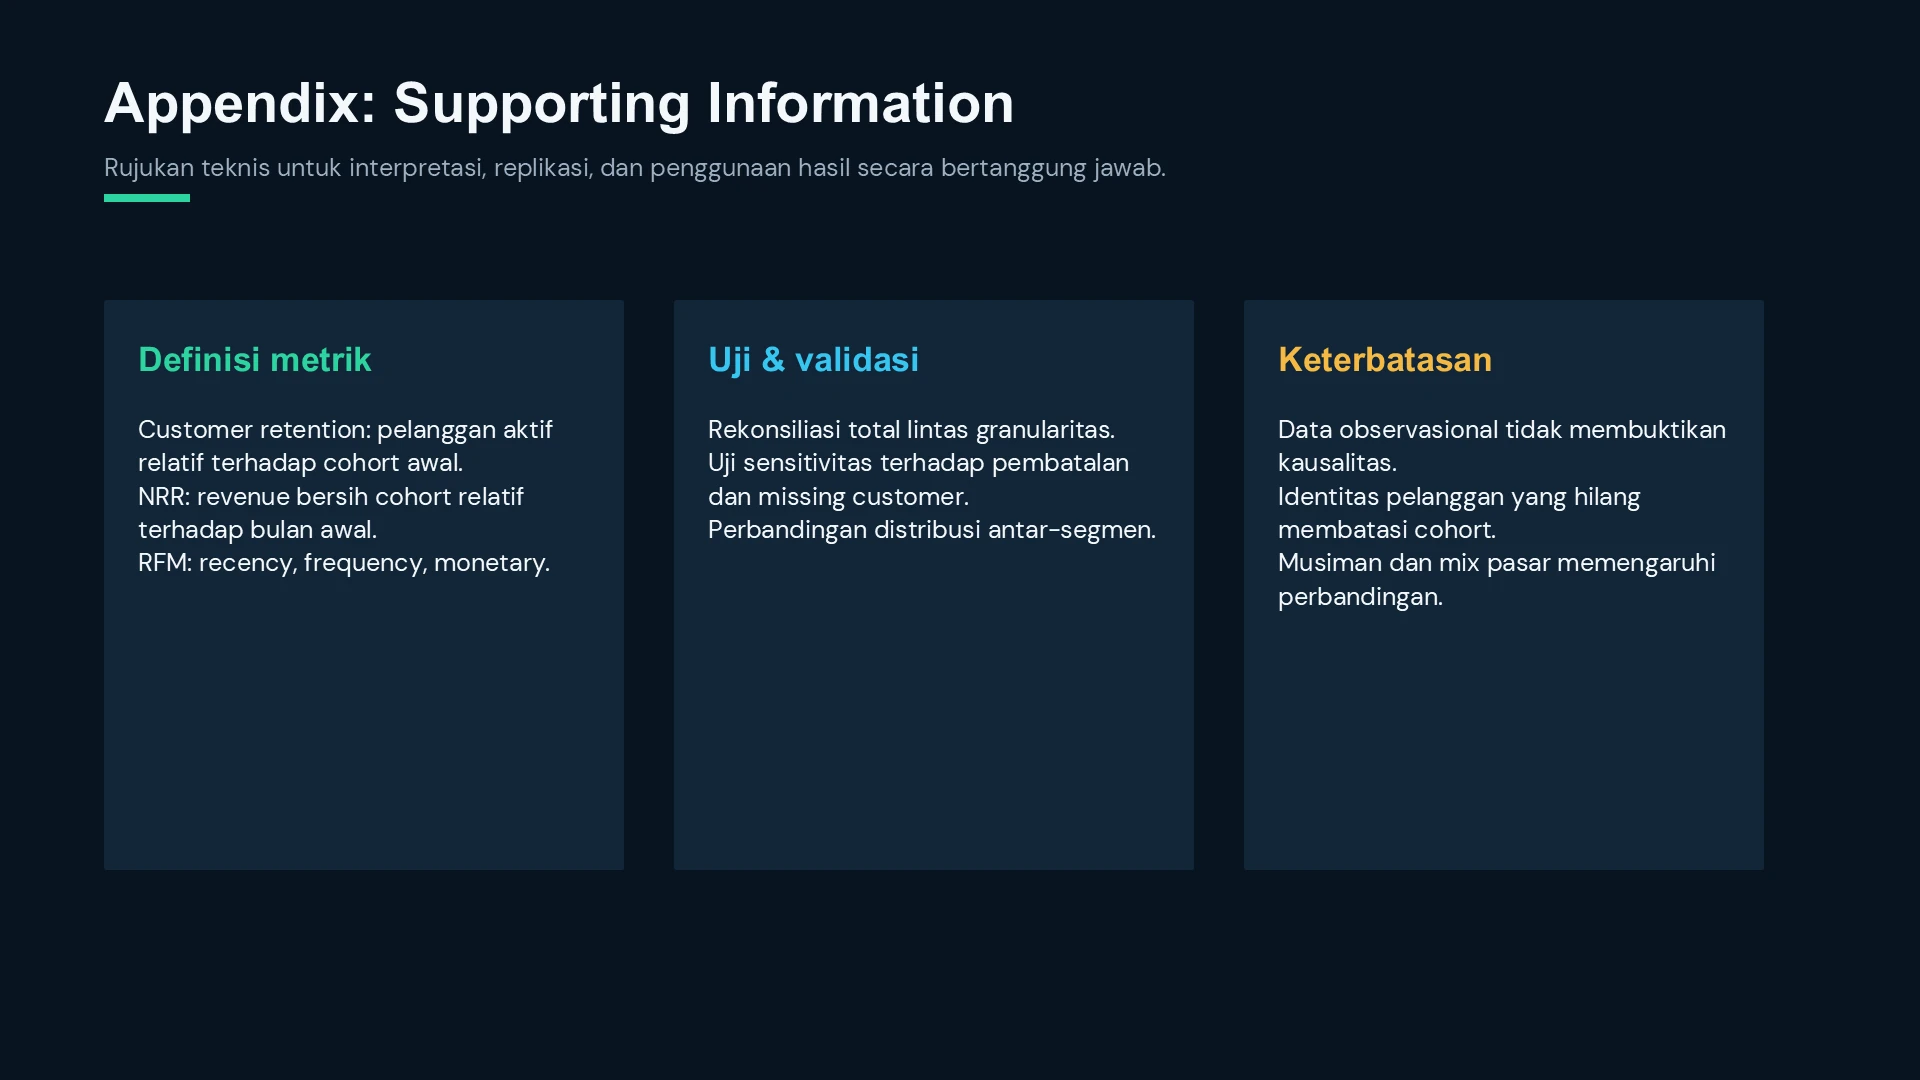 Appendix: Supporting Information
Rujukan teknis untuk interpretasi, replikasi, dan penggunaan hasil secara bertanggung jawab.
Definisi metrik
Customer retention: pelanggan aktif
relatif terhadap cohort awal.
NRR: revenue bersih cohort relatif
terhadap bulan awal.
RFM: recency, frequency, monetary.
Uji & validasi
Rekonsiliasi total lintas granularitas.
Uji sensitivitas terhadap pembatalan
dan missing customer.
Perbandingan distribusi antar-segmen.
Keterbatasan
Data observasional tidak membuktikan
kausalitas.
Identitas pelanggan yang hilang
membatasi cohort.
Musiman dan mix pasar memengaruhi
perbandingan.